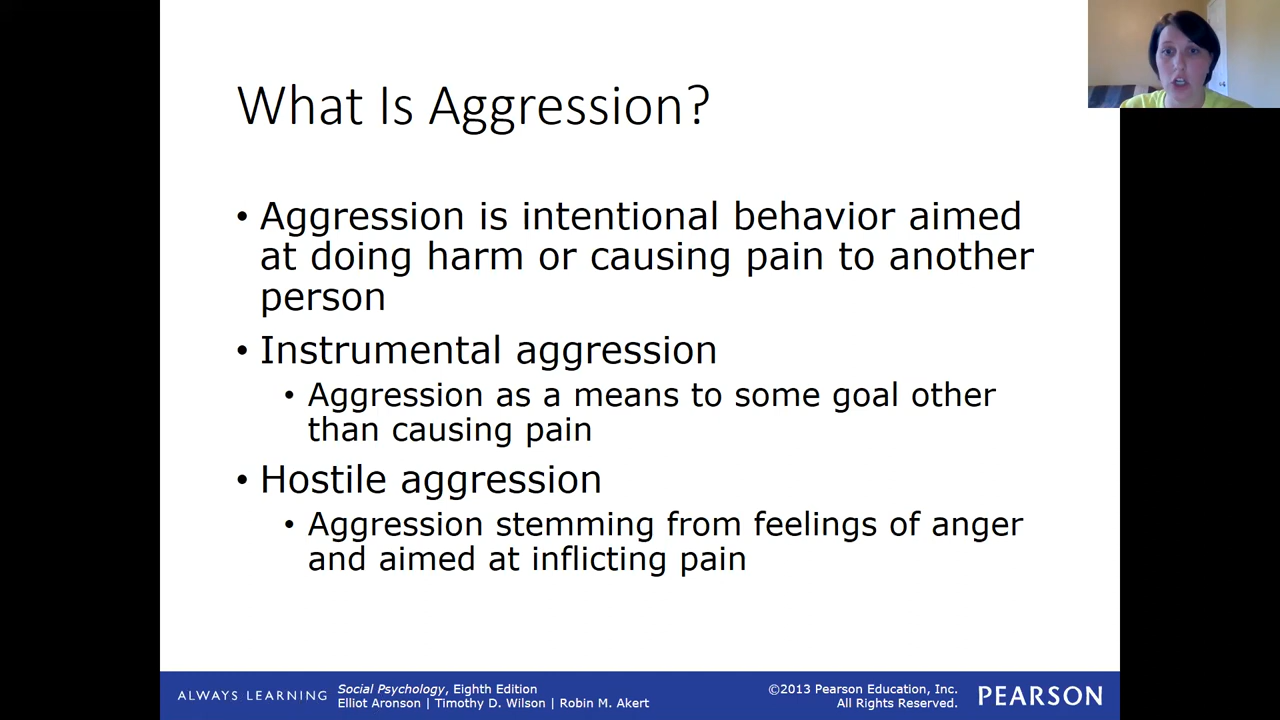 What Is Aggression?
• Aggression is intentional behavior aimed
at doing harm or causing pain to another
person
• Instrumental aggression
• Aggression as a means to some goal other
than causing pain
• Hostile aggression
• Aggression stemming from feelings of anger
and aimed at inflicting pain
ALWAYS LEARNING
Social Psychology, Eighth Edition
Elliot Aronson | Timothy D. Wilson | Robin M. Akert
©2013 Pearson Education, Inc.
All Rights Reserved.
PEARSON